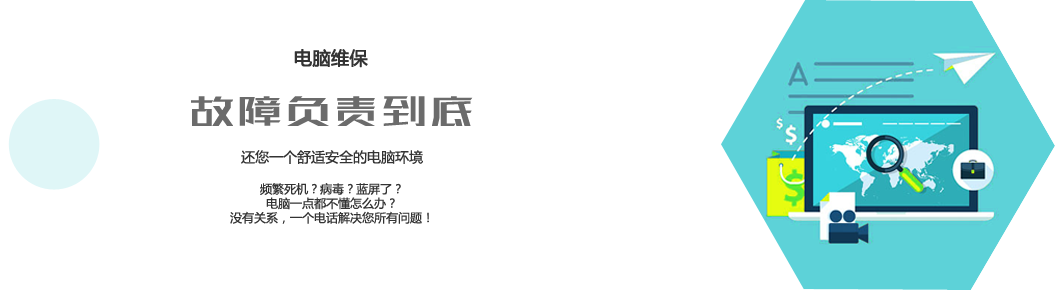 电脑维保
故障负责到底
还您一个舒适安全的电脑环境
频繁死机？病毒？蓝屏了？
电脑一点都不懂怎么办？
没有关系，一个电话解决您所有问题！
A
$
$
$